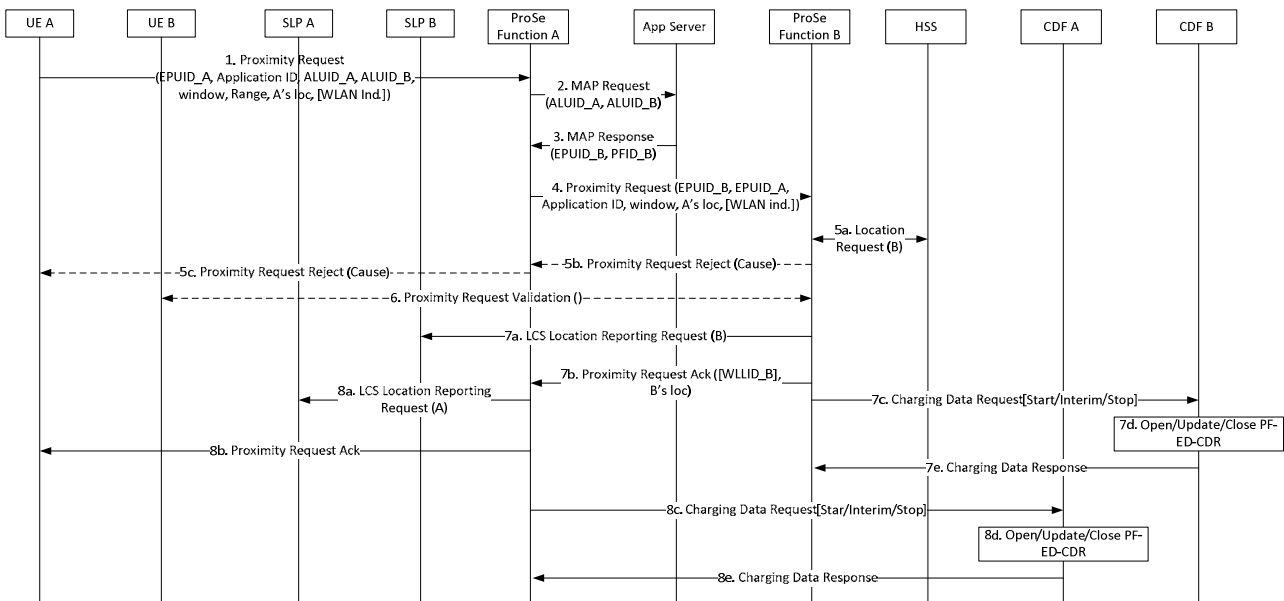 UE A
UE B
SLP A
SLP B
ProSe
Function A
App Server
ProSe
Function B
HSS
CDF A
CDF B
1. Proximity Request
(EPUID_A, Application ID, ALUID_A, ALUID_B,
window, Range, A's loc, [WLAN Ind.])
2. MAP Request
(ALUID_A, ALUID_B)
3. MAP Response
(EPUID_B, PFID_B)
4. Proximity Request (EPUID_B, EPUID_A,
Application ID, window, A's loc, [WLAN ind.])
5a. Location
Request (B)
5b. Proximity Request Reject (Cause)
5c. Proximity Request Reject (Cause)
6. Proximity Request Validation ()
7a. LCS Location Reporting Request (B)
7b. Proximity Request Ack ([WLLID_B],
B's loc)
8a. LCS Location Reporting
Request (A)
7c. Charging Data Request[Start/Interim/Stop]
7d. Open/Update/Close PF-
ED-CDR
8b. Proximity Request Ack
7e. Charging Data Response
8c. Charging Data Request[Star/Interim/Stop]
8d. Open/Update/Close PF-
ED-CDR
8e. Charging Data Response